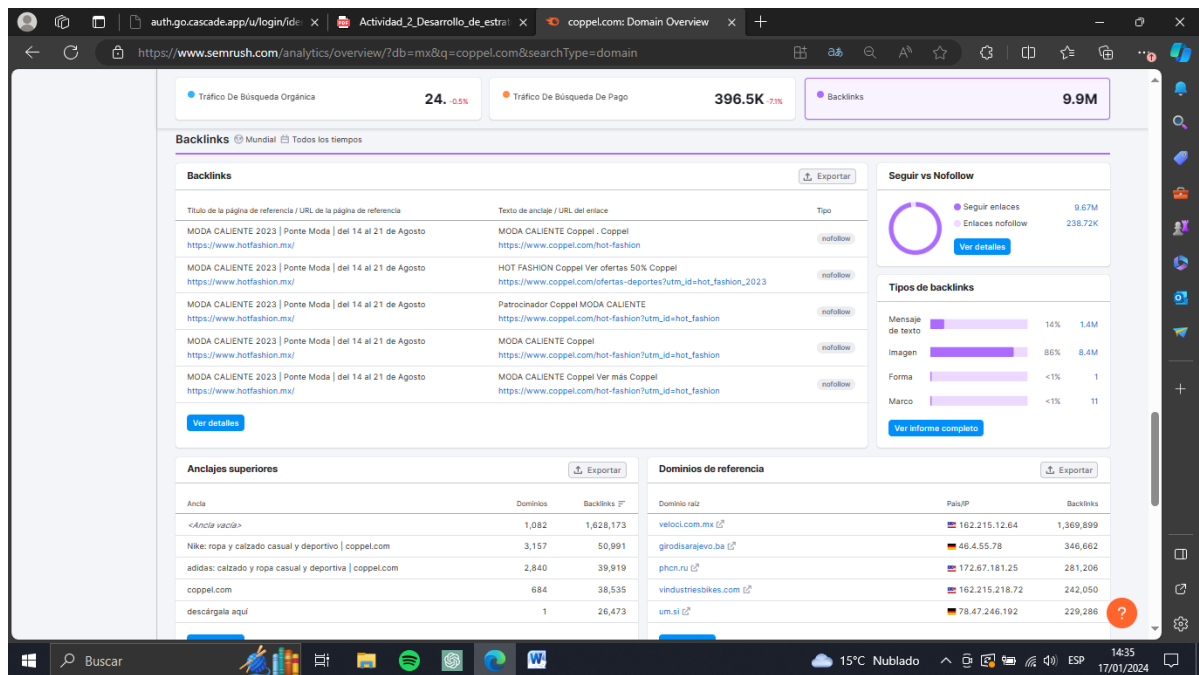 auth.go.cascade.app/u/login/ide
Actividad_2_Desarrollo_de_estrat
coppel.com: Domain Overview
https://www.semrush.com/analytics/overview/?db=mx&q=coppel.com&searchType=domain
Tráfico De Búsqueda Orgánica 24. -0.5%
Tráfico De Búsqueda De Pago 396.5K -7.1%
Backlinks 9.9M
Backlinks Mundial Todos los tiempos
Backlinks Exportar
Título de la página de referencia / URL de la página de referencia Texto de anclaje / URL del enlace Tipo
MODA CALIENTE 2023 | Ponte Moda | del 14 al 21 de Agosto MODA CALIENTE Coppel . Coppel nofollow
https://www.hotfashion.mx/ https://www.coppel.com/hot-fashion
MODA CALIENTE 2023 | Ponte Moda | del 14 al 21 de Agosto HOT FASHION Coppel Ver ofertas 50% Coppel nofollow
https://www.hotfashion.mx/ https://www.coppel.com/ofertas-deportes?utm_id=hot_fashion_2023
MODA CALIENTE 2023 | Ponte Moda | del 14 al 21 de Agosto Patrocinador Coppel MODA CALIENTE nofollow
https://www.hotfashion.mx/ https://www.coppel.com/hot-fashion?utm_id=hot_fashion
MODA CALIENTE 2023 | Ponte Moda | del 14 al 21 de Agosto MODA CALIENTE Coppel nofollow
https://www.hotfashion.mx/ https://www.coppel.com/hot-fashion?utm_id=hot_fashion
MODA CALIENTE 2023 | Ponte Moda | del 14 al 21 de Agosto MODA CALIENTE Coppel Ver más Coppel nofollow
https://www.hotfashion.mx/ https://www.coppel.com/hot-fashion?utm_id=hot_fashion
Ver detalles
Seguir vs Nofollow
Seguir enlaces 9.67M
Enlaces nofollow 238.72K
Ver detalles
Tipos de backlinks
Mensaje
de texto 14% 1.4M
Imagen 86% 8.4M
Forma <1% 1
Marco <1% 11
Ver informe completo
Anclajes superiores Exportar
Ancla Dominios Backlinks
<Ancla vacía> 1,082 1,628,173
Nike: ropa y calzado casual y deportivo | coppel.com 3,157 50,991
adidas: calzado y ropa casual y deportiva | coppel.com 2,840 39,919
coppel.com 684 38,535
descárgala aquí 1 26,473
Dominios de referencia Exportar
Dominio raíz País/IP Backlinks
veloci.com.mx 162.215.12.64 1,369,899
girodisarajevo.ba 46.4.55.78 346,662
phcn.ru 172.67.181.25 281,206
vindustriesbikes.com 162.215.218.72 242,050
um.si 78.47.246.192 229,286
?
Buscar
15°C Nublado
ESP
14:35
17/01/2024